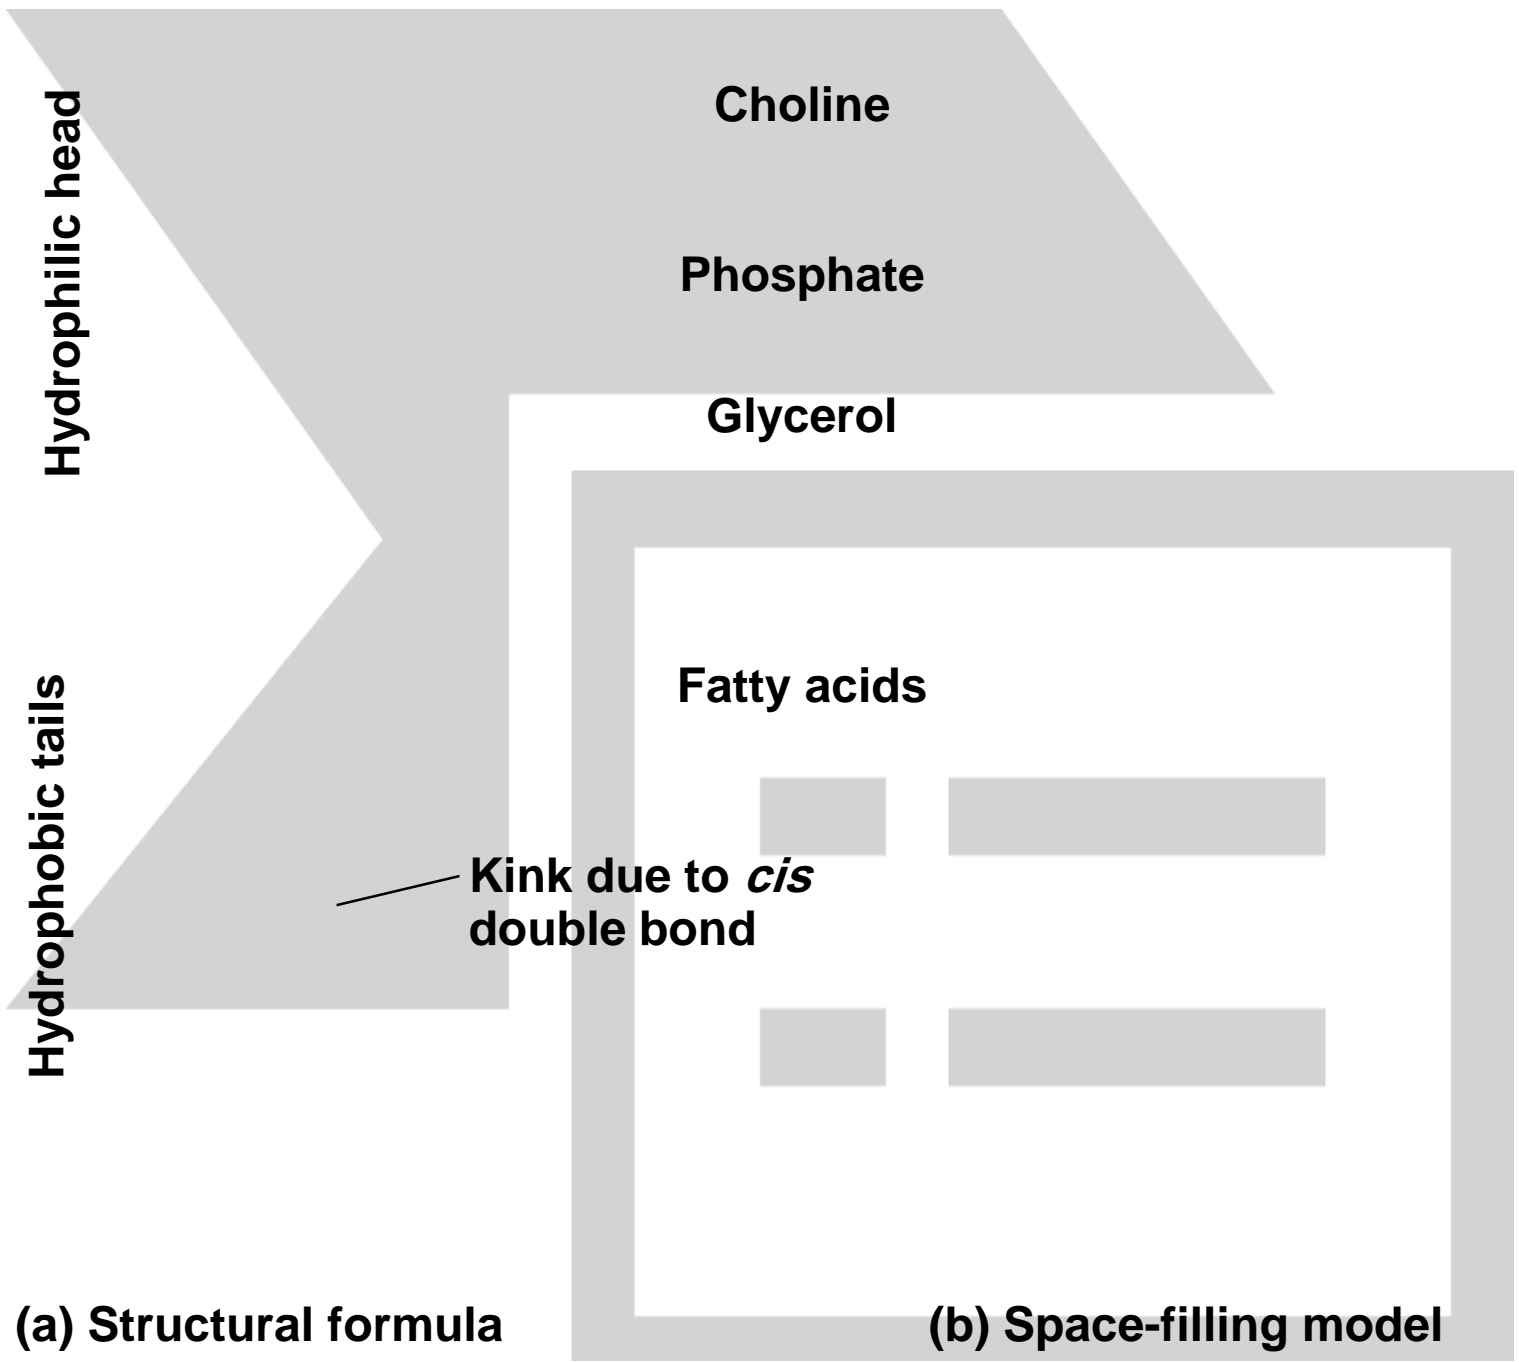 Hydrophilic head
Choline
Phosphate
Glycerol
Hydrophobic tails
Fatty acids
Kink due to cis
double bond
(a) Structural formula
(b) Space-filling model